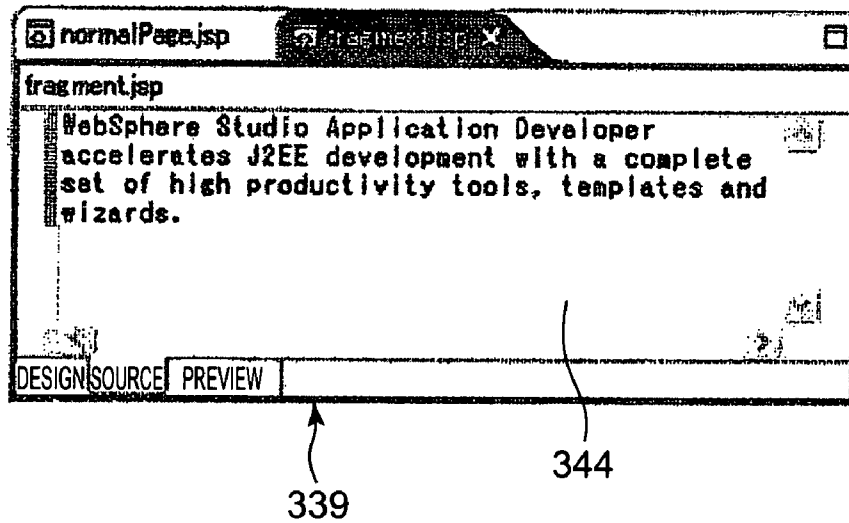 normalPage.jsp fragment.jsp X
fragment.jsp
WebSphere Studio Application Developer
accelerates J2EE development with a complete
set of high productivity tools, templates and
wizards.
DESIGN SOURCE PREVIEW
344
339